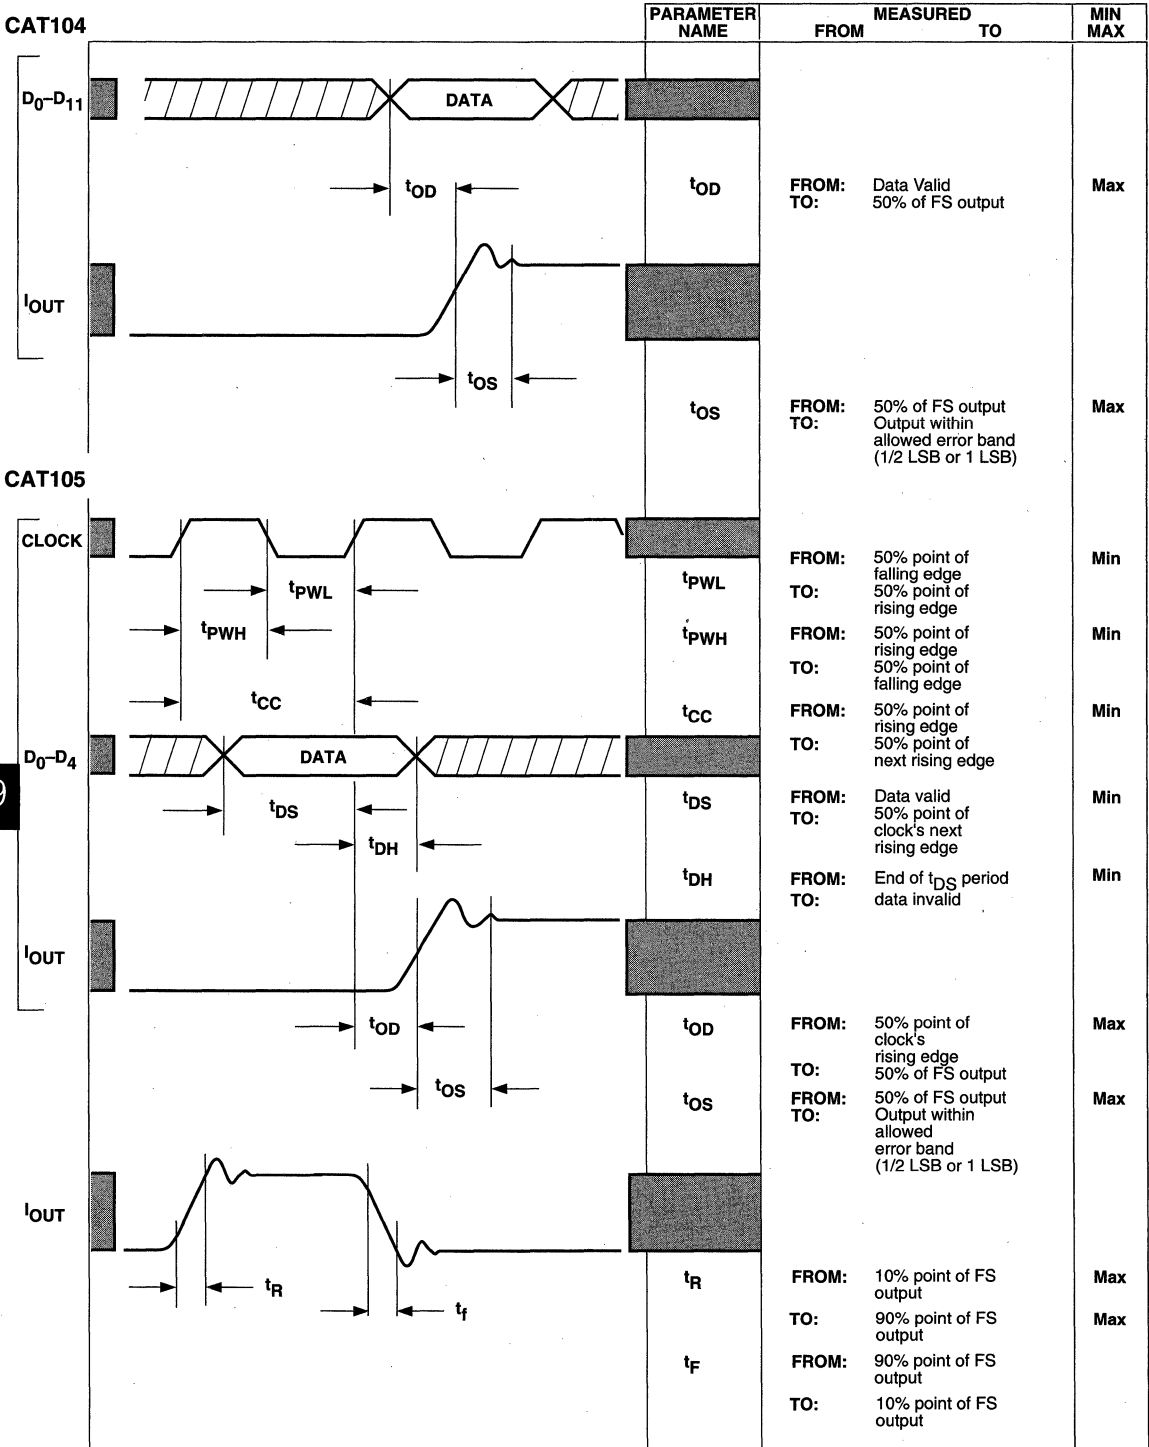 CAT104
PARAMETER NAME
MEASURED
FROM TO
MIN MAX
D0–D11
DATA
tOD
tOD
FROM: Data Valid
TO: 50% of FS output
Max
IOUT
tOS
tOS
FROM: 50% of FS output
TO: Output within
allowed error band
(1/2 LSB or 1 LSB)
Max
CAT105
CLOCK
tPWL
tPWL
FROM: 50% point of
falling edge
TO: 50% point of
rising edge
Min
tPWH
tPWH
FROM: 50% point of
rising edge
TO: 50% point of
falling edge
Min
tCC
tCC
FROM: 50% point of
rising edge
TO: 50% point of
next rising edge
Min
D0–D4
DATA
9
tDS
tDS
FROM: Data valid
TO: 50% point of
clock's next
rising edge
Min
tDH
tDH
FROM: End of tDS period
TO: data invalid
Min
IOUT
tOD
tOD
FROM: 50% point of
clock's
rising edge
TO: 50% of FS output
Max
tOS
tOS
FROM: 50% of FS output
TO: Output within
allowed
error band
(1/2 LSB or 1 LSB)
Max
IOUT
tR
tf
tR
FROM: 10% point of FS
output
Max
TO: 90% point of FS
output
Max
tF
FROM: 90% point of FS
output
TO: 10% point of FS
output